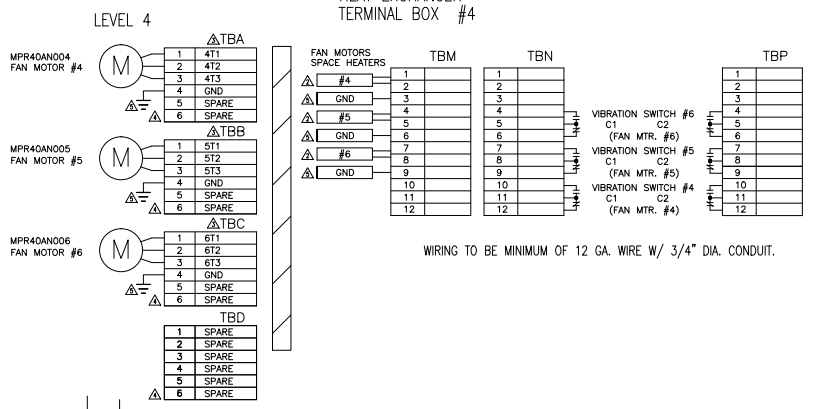 LEVEL 4
TERMINAL BOX #4
TBA
MPR40AN004
FAN MOTOR #4
M
1 4T1
2 4T2
3 4T3
4 GND
5 SPARE
6 SPARE
TBB
MPR40AN005
FAN MOTOR #5
M
1 5T1
2 5T2
3 5T3
4 GND
5 SPARE
6 SPARE
TBC
MPR40AN006
FAN MOTOR #6
M
1 6T1
2 6T2
3 6T3
4 GND
5 SPARE
6 SPARE
TBD
1 SPARE
2 SPARE
3 SPARE
4 SPARE
5 SPARE
6 SPARE
FAN MOTORS
SPACE HEATERS
#4
GND
#5
GND
#6
GND
TBM
1
2
3
4
5
6
7
8
9
10
11
12
TBN
1
2
3
4
5
6
7
8
9
10
11
12
VIBRATION SWITCH #6
C1 C2
(FAN MTR. #6)
VIBRATION SWITCH #5
C1 C2
(FAN MTR. #5)
VIBRATION SWITCH #4
C1 C2
(FAN MTR. #4)
TBP
1
2
3
4
5
6
7
8
9
10
11
12
WIRING TO BE MINIMUM OF 12 GA. WIRE W/ 3/4" DIA. CONDUIT.